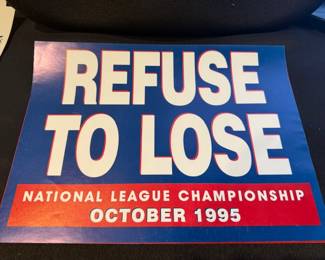 REFUSE
TO LOSE
NATIONAL LEAGUE CHAMPIONSHIP
OCTOBER 1995